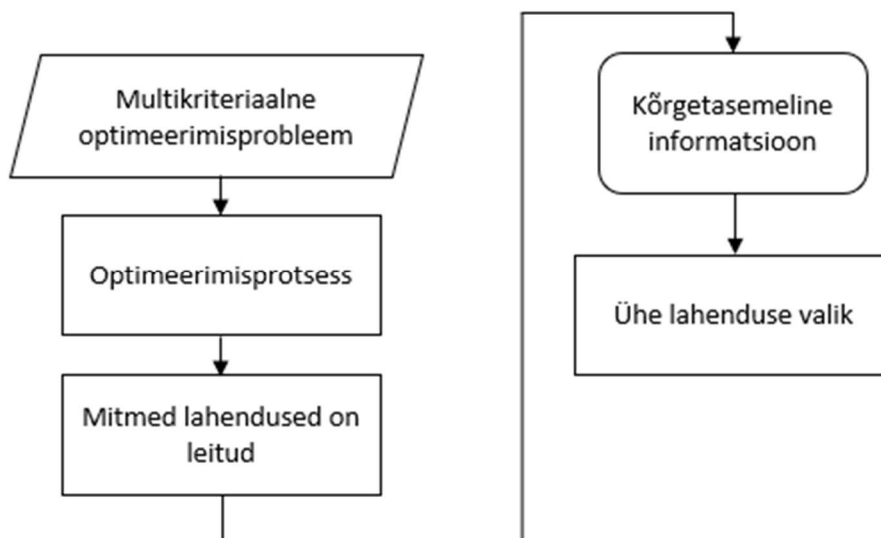 Multikriteriaalne
optimeerimisprobleem
Optimeerimisprotsess
Mitmed lahendused on
leitud
Kõrgetasemeline
informatsioon
Ühe lahenduse valik